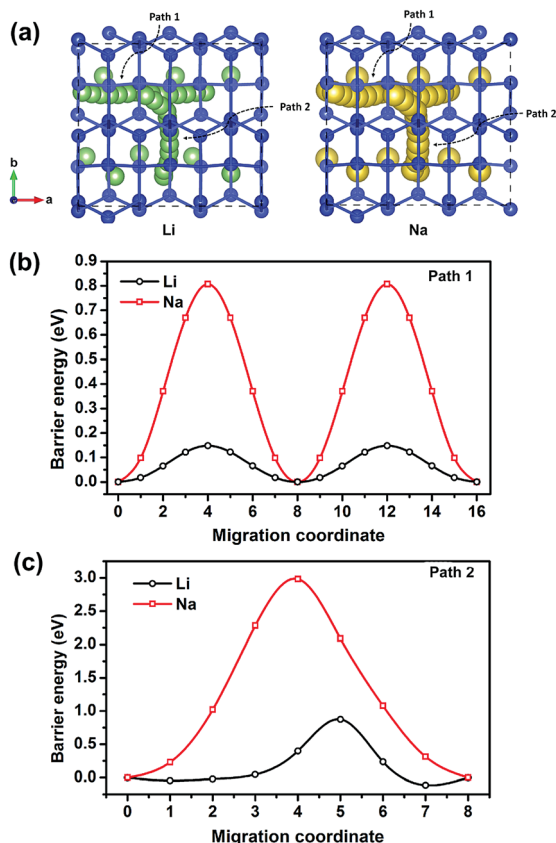 (a)
Path 1
Path 1
Path 2
Path 2
b
a
Li
Na
(b)
Barrier energy (eV)
0.9
0.8
0.7
0.6
0.4
0.3
0.2
0.1
0.0
Li
Na
Path 1
0 2 4 6 8 10 12 14 16
Migration coordinate
(c)
Barrier energy (eV)
3.0
2.5
2.0
1.5
1.0
0.5
0.0
Li
Na
Path 2
0 1 2 3 4 5 6 7 8
Migration coordinate